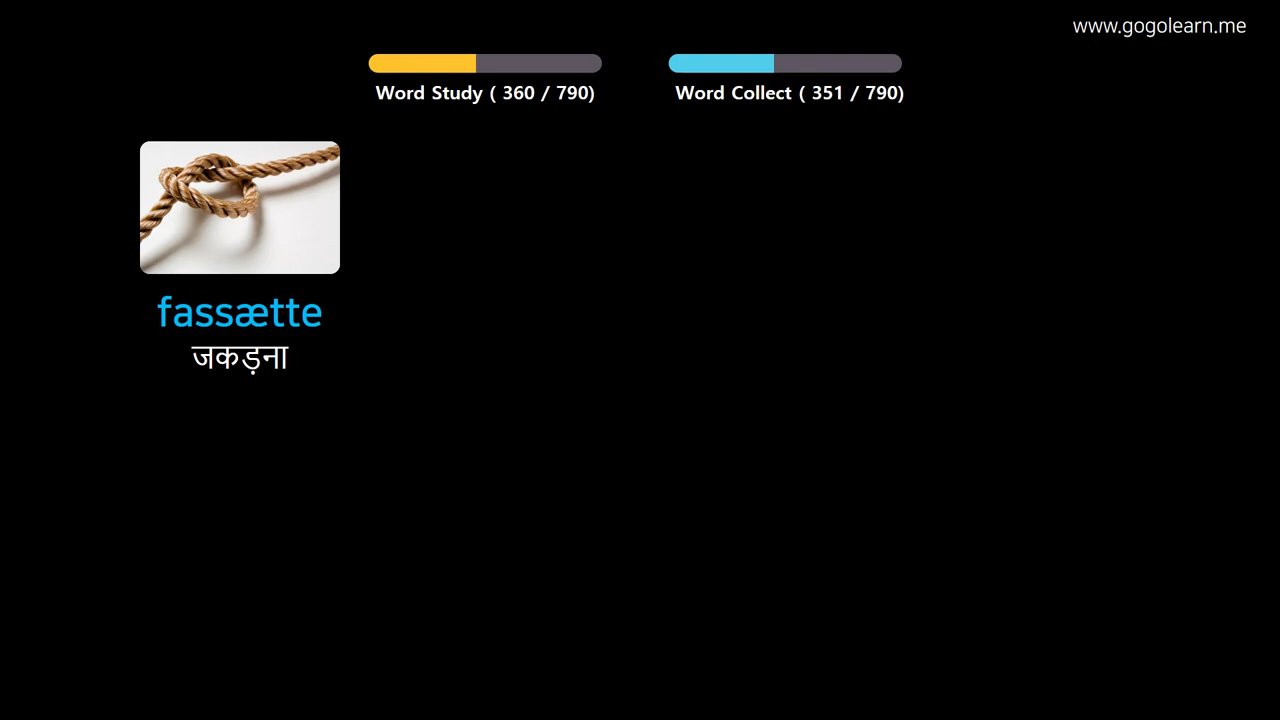 www.gogolearn.me
Word Study ( 360 / 790)
Word Collect ( 351 / 790)
fassætte
जकड़ना